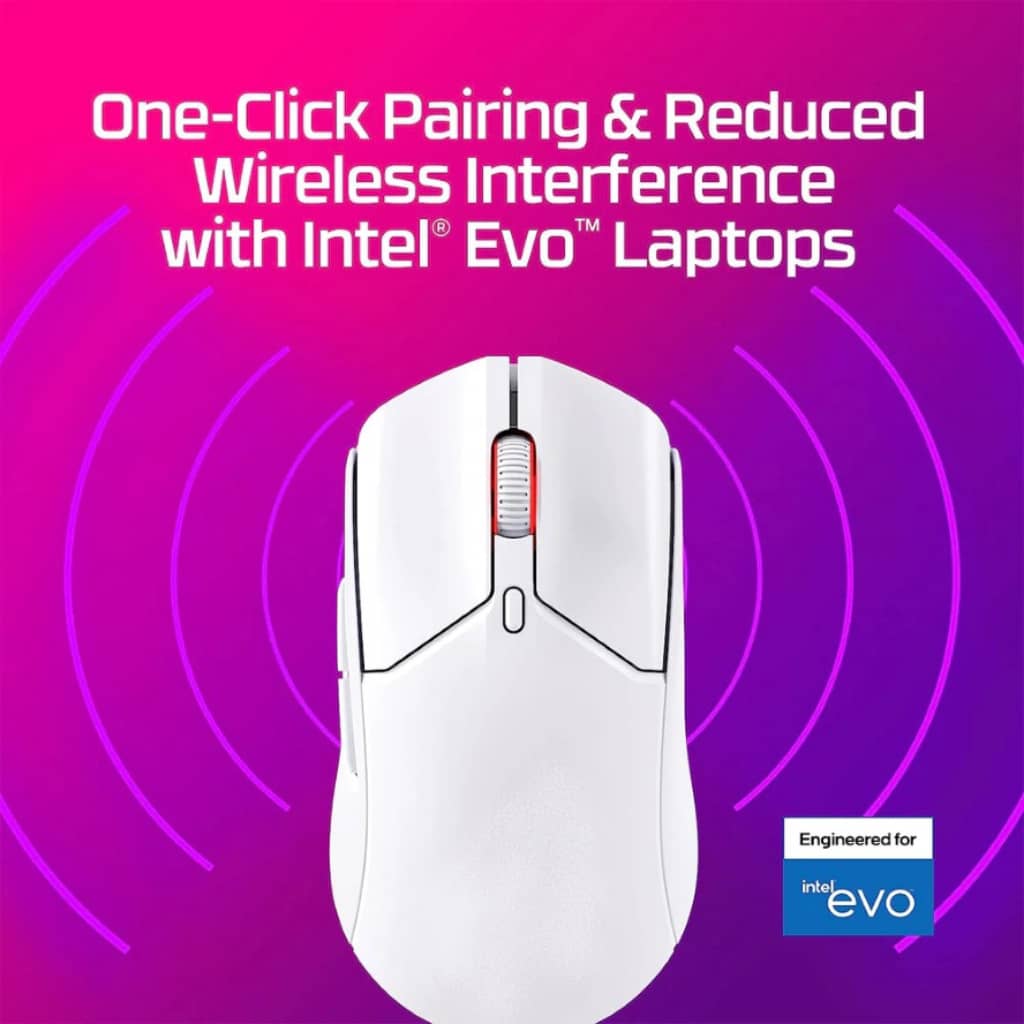 One-Click Pairing & Reduced
Wireless Interference
with Intel® Evo™ Laptops
Engineered for
intel
evo